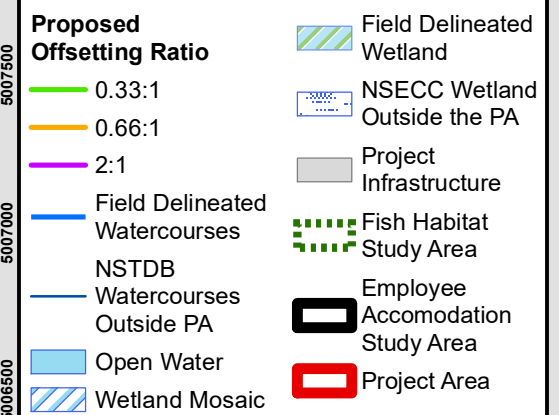 Proposed
Offsetting Ratio
0.33:1
0.66:1
2:1
Field Delineated
Watercourses
NSTDB
Watercourses
Outside PA
Open Water
Wetland Mosaic
Field Delineated
Wetland
NSECC Wetland
Outside the PA
Project
Infrastructure
Fish Habitat
Study Area
Employee
Accomodation
Study Area
Project Area
5007500
5007000
5006500